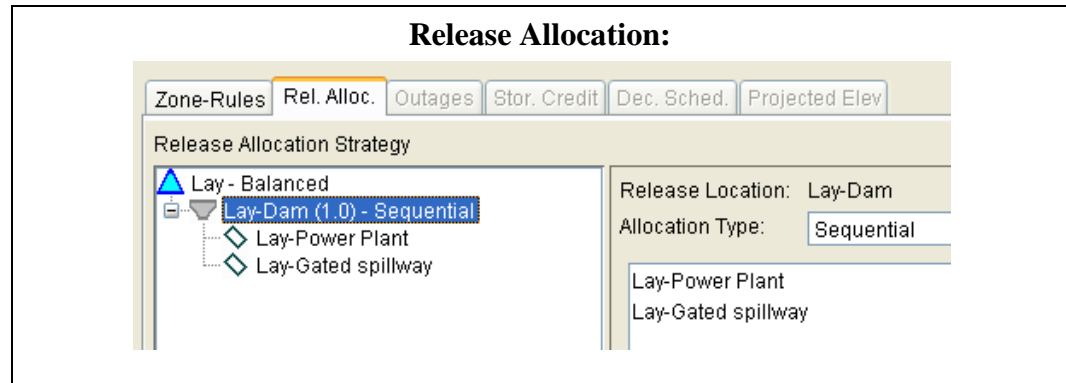 Release Allocation:
Zone-Rules Rel. Alloc. Outages Stor. Credit Dec. Sched. Projected Elev
Release Allocation Strategy
Lay - Balanced
Lay-Dam (1.0) - Sequential
Lay-Power Plant
Lay-Gated spillway
Release Location: Lay-Dam
Allocation Type: Sequential
Lay-Power Plant
Lay-Gated spillway